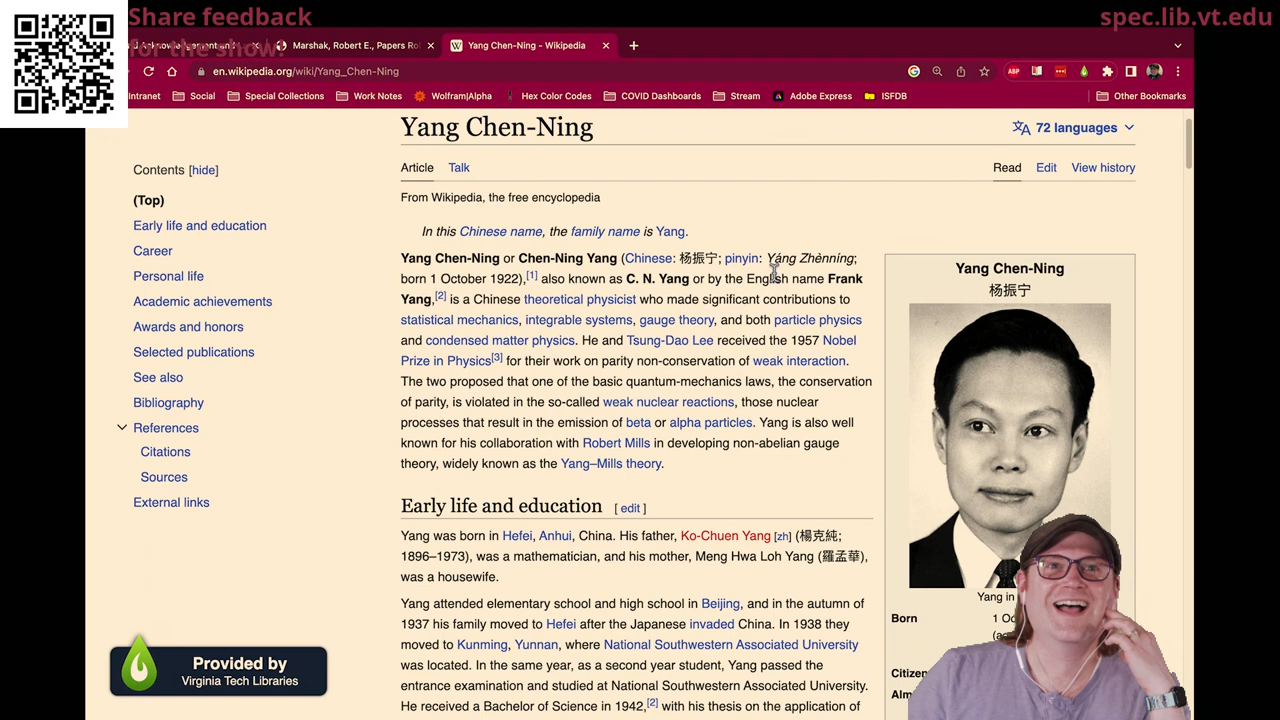 Share feedback
for the show!
spec.lib.vt.edu
Marshak, Robert E., Papers Ro
Yang Chen-Ning - Wikipedia
en.wikipedia.org/wiki/Yang_Chen-Ning
Intranet
Social
Special Collections
Work Notes
Wolfram|Alpha
Hex Color Codes
COVID Dashboards
Stream
Adobe Express
ISFDB
Other Bookmarks
Yang Chen-Ning
72 languages
Article
Talk
Read
Edit
View history
From Wikipedia, the free encyclopedia
Contents [hide]
(Top)
Early life and education
Career
Personal life
Academic achievements
Awards and honors
Selected publications
See also
Bibliography
References
Citations
Sources
External links
In this Chinese name, the family name is Yang.
Yang Chen-Ning or Chen-Ning Yang (Chinese: 杨振宁; pinyin: Yáng Zhènníng;
born 1 October 1922),[1] also known as C. N. Yang or by the English name Frank
Yang,[2] is a Chinese theoretical physicist who made significant contributions to
statistical mechanics, integrable systems, gauge theory, and both particle physics
and condensed matter physics. He and Tsung-Dao Lee received the 1957 Nobel
Prize in Physics[3] for their work on parity non-conservation of weak interaction.
The two proposed that one of the basic quantum-mechanics laws, the conservation
of parity, is violated in the so-called weak nuclear reactions, those nuclear
processes that result in the emission of beta or alpha particles. Yang is also well
known for his collaboration with Robert Mills in developing non-abelian gauge
theory, widely known as the Yang–Mills theory.
Early life and education [ edit ]
Yang was born in Hefei, Anhui, China. His father, Ko-Chuen Yang [zh] (楊克純;
1896–1973), was a mathematician, and his mother, Meng Hwa Loh Yang (羅孟華),
was a housewife.
Yang attended elementary school and high school in Beijing, and in the autumn of
1937 his family moved to Hefei after the Japanese invaded China. In 1938 they
moved to Kunming, Yunnan, where National Southwestern Associated University
was located. In the same year, as a second year student, Yang passed the
entrance examination and studied at National Southwestern Associated University.
He received a Bachelor of Science in 1942,[2] with his thesis on the application of
Yang Chen-Ning
杨振宁
Yang in
Born
1 Oc
Citizen
Alm
Provided by
Virginia Tech Libraries
ABP